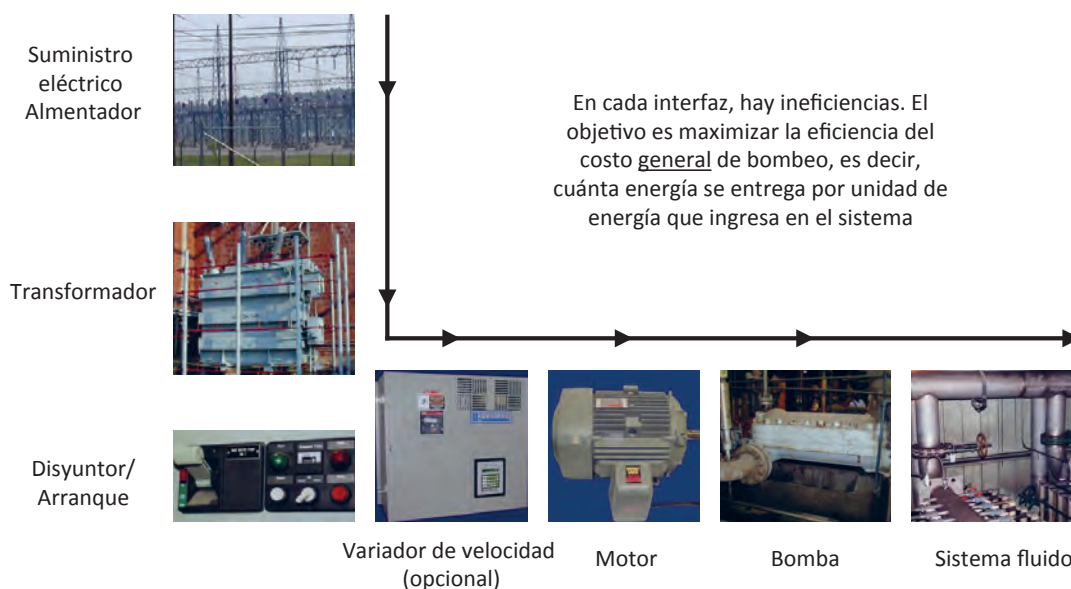 Suministro
eléctrico
Almentador
En cada interfaz, hay ineficiencias. El
objetivo es maximizar la eficiencia del
costo general de bombeo, es decir,
cuánta energía se entrega por unidad de
energía que ingresa en el sistema
Transformador
Disyuntor/
Arranque
Variador de velocidad
(opcional)
Motor
Bomba
Sistema fluido